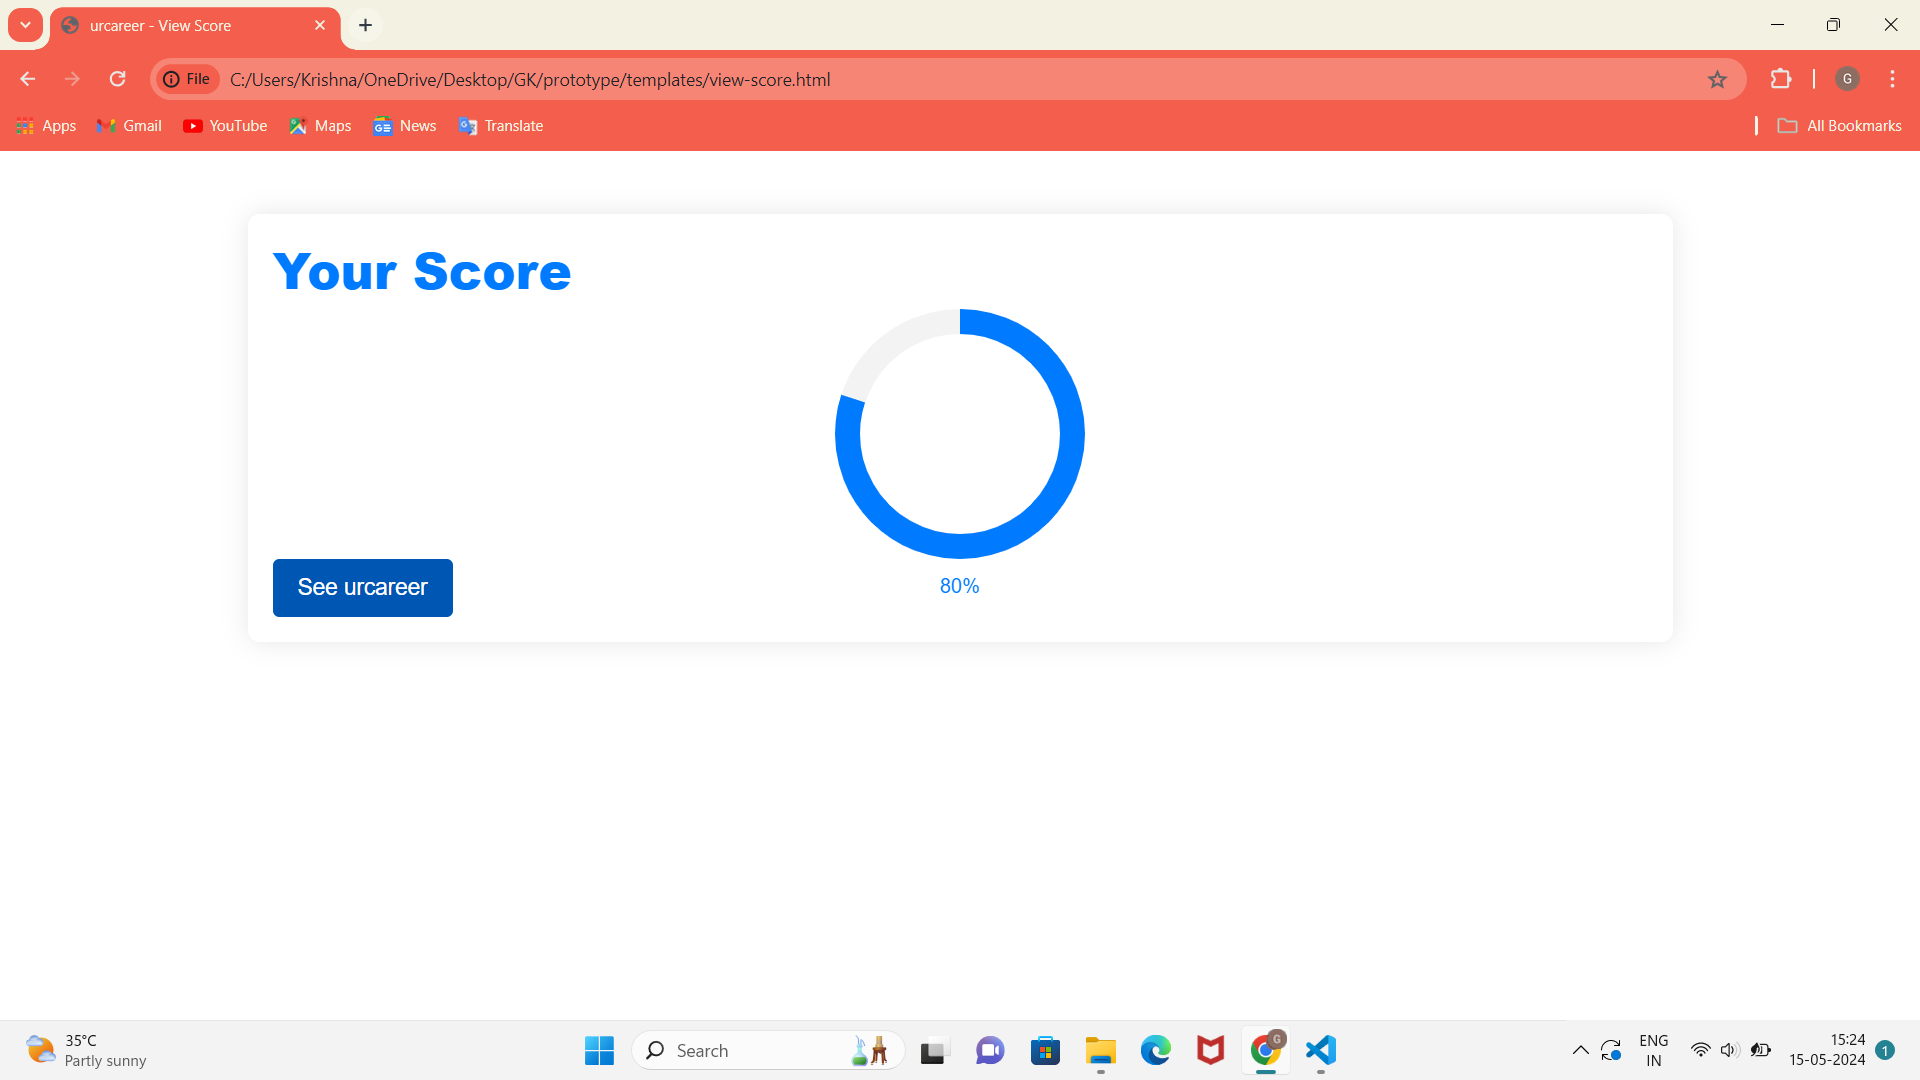 urcareer - View Score
File
C:/Users/Krishna/OneDrive/Desktop/GK/prototype/templates/view-score.html
G
Apps
Gmail
YouTube
Maps
News
Translate
All Bookmarks
Your Score
See urcareer
80%
35°C
Partly sunny
Search
G
ENG
IN
15:24
15-05-2024
1